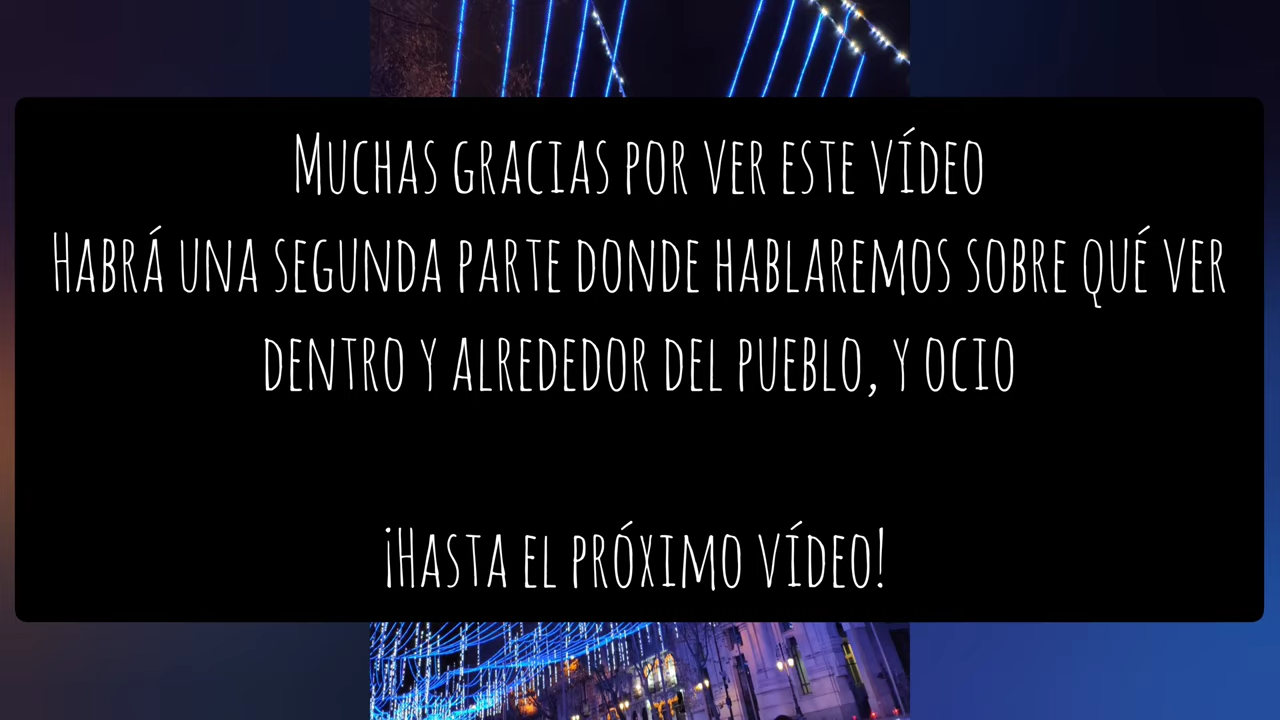 Muchas gracias por ver este vídeo
Habrá una segunda parte donde hablaremos sobre qué ver
dentro y alrededor del pueblo, y ocio
¡Hasta el próximo vídeo!